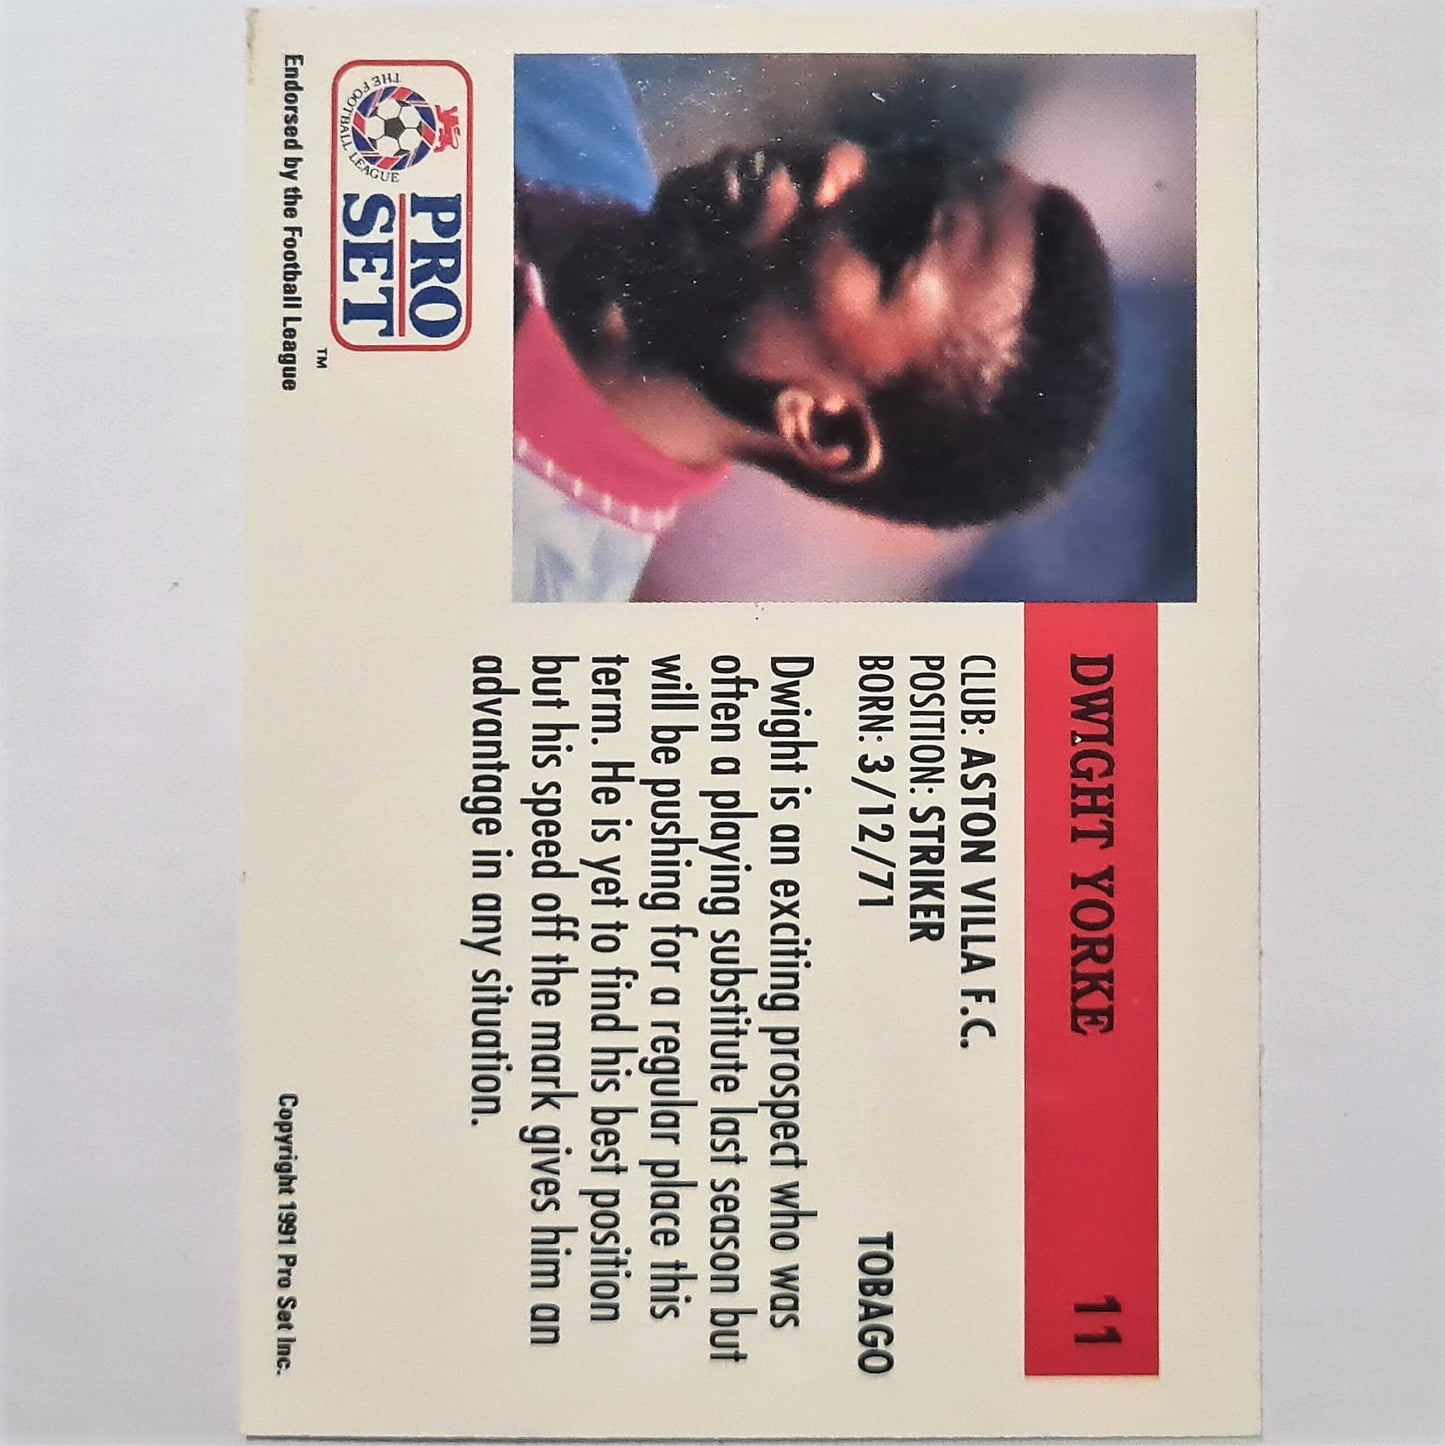 DWIGHT YORKE 11
CLUB: ASTON VILLA F.C.
POSITION: STRIKER
BORN: 3/12/71 TOBAGO
Dwight is an exciting prospect who was
often a playing substitute last season but
will be pushing for a regular place this
term. He is yet to find his best position
but his speed off the mark gives him an
advantage in any situation.
THE FOOTBALL LEAGUE
PRO
SET
TM
Endorsed by the Football League
Copyright 1991 Pro Set Inc.